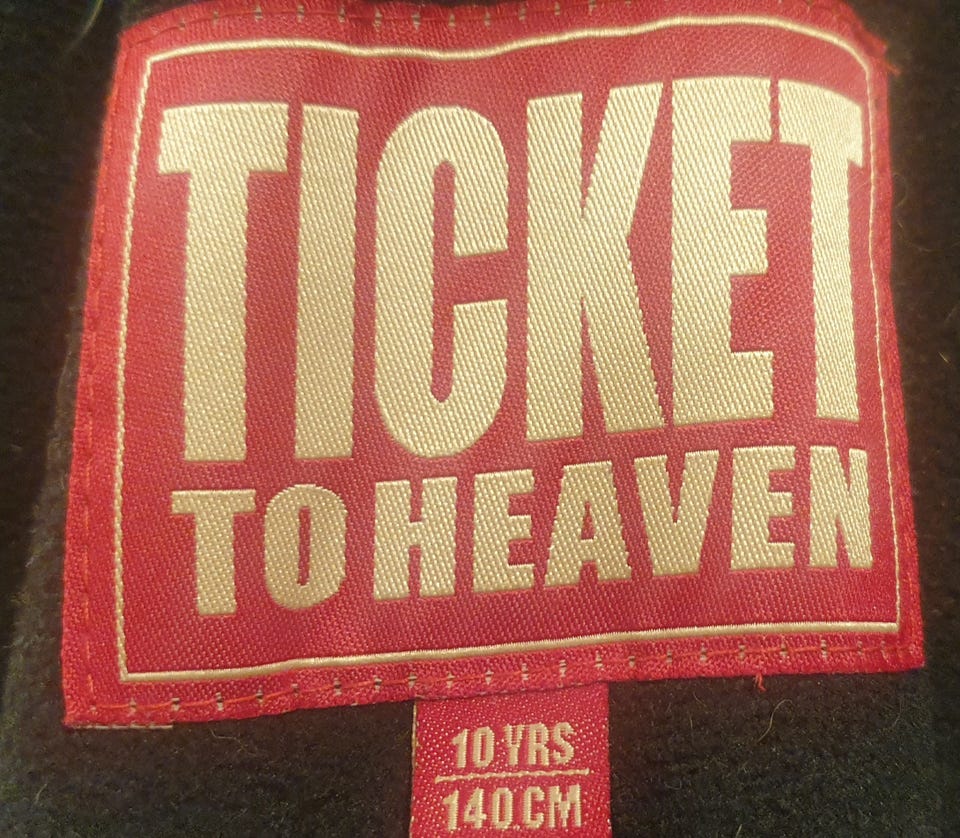 TICKET
TO HEAVEN
10 YRS
140 CM